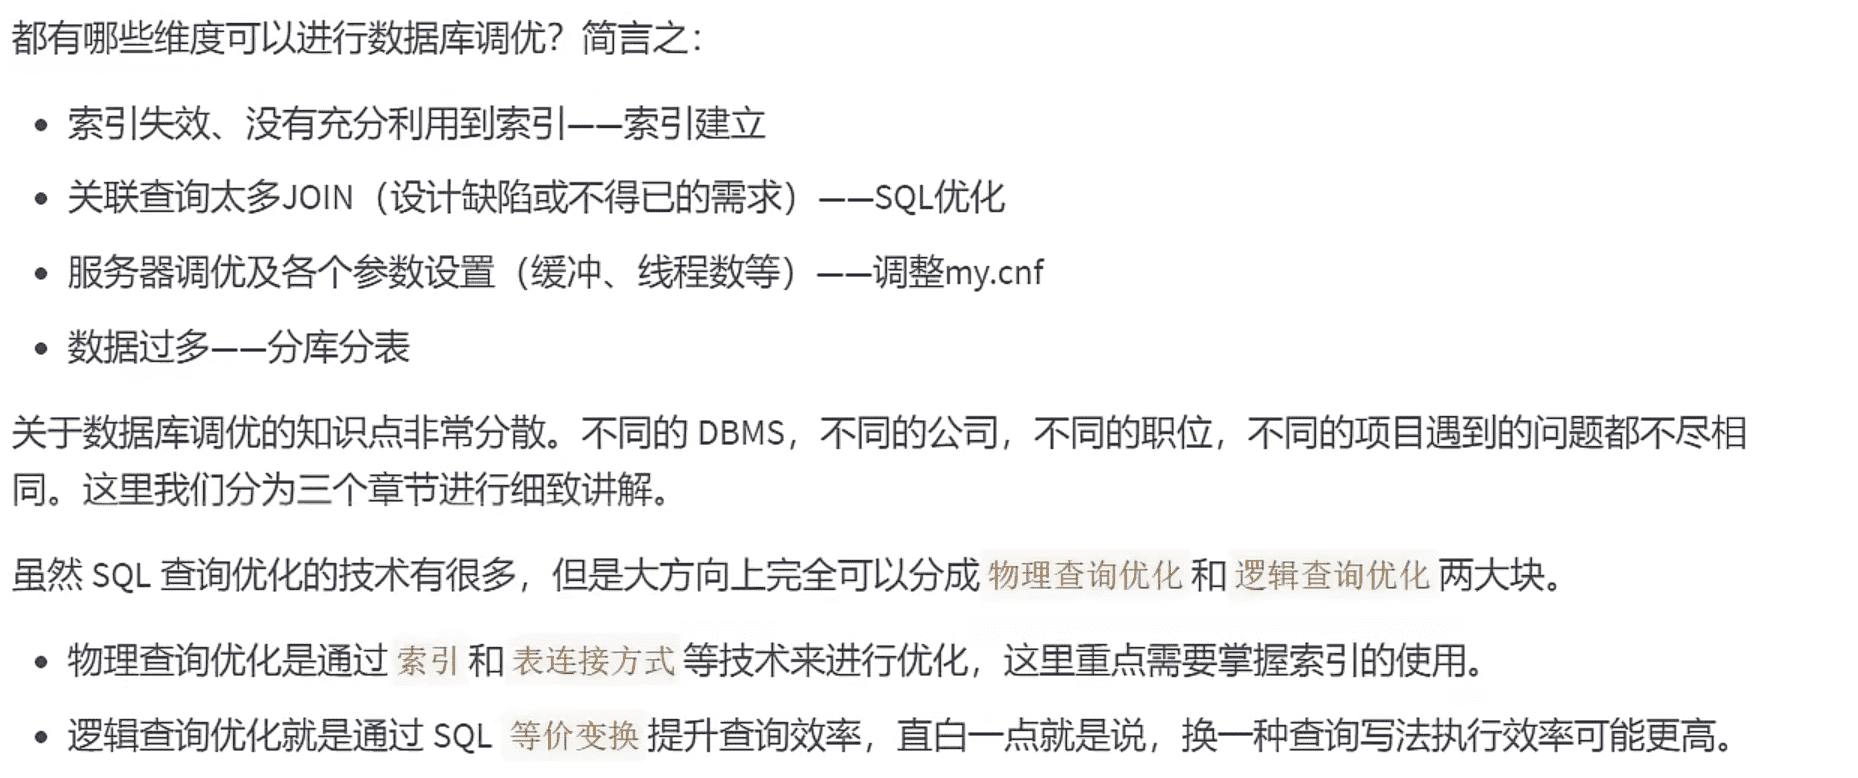 都有哪些维度可以进行数据库调优？简言之：
• 索引失效、没有充分利用到索引——索引建立
• 关联查询太多JOIN（设计缺陷或不得已的需求）——SQL优化
• 服务器调优及各个参数设置（缓冲、线程数等）——调整my.cnf
• 数据过多——分库分表
关于数据库调优的知识点非常分散。不同的 DBMS，不同的公司，不同的职位，不同的项目遇到的问题都不尽相
同。这里我们分为三个章节进行细致讲解。
虽然 SQL 查询优化的技术有很多，但是大方向上完全可以分成 物理查询优化 和 逻辑查询优化 两大块。
• 物理查询优化是通过 索引 和 表连接方式 等技术来进行优化，这里重点需要掌握索引的使用。
• 逻辑查询优化就是通过 SQL 等价变换 提升查询效率，直白一点就是说，换一种查询写法执行效率可能更高。